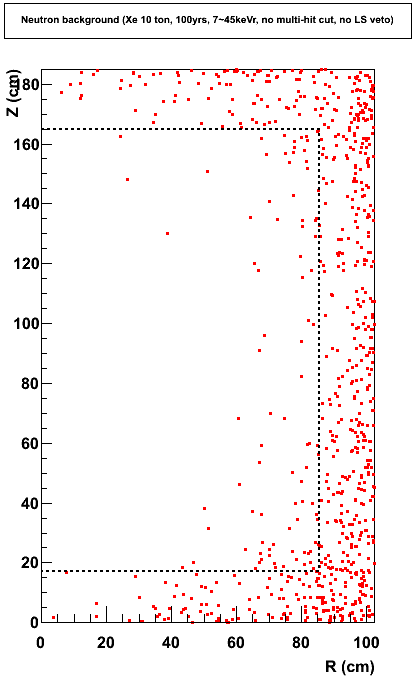 Neutron background (Xe 10 ton, 100yrs, 7~45keVr, no multi-hit cut, no LS veto)
Z (cm)
180
160
140
120
100
80
60
40
20
0
0 20 40 60 80 100
R (cm)